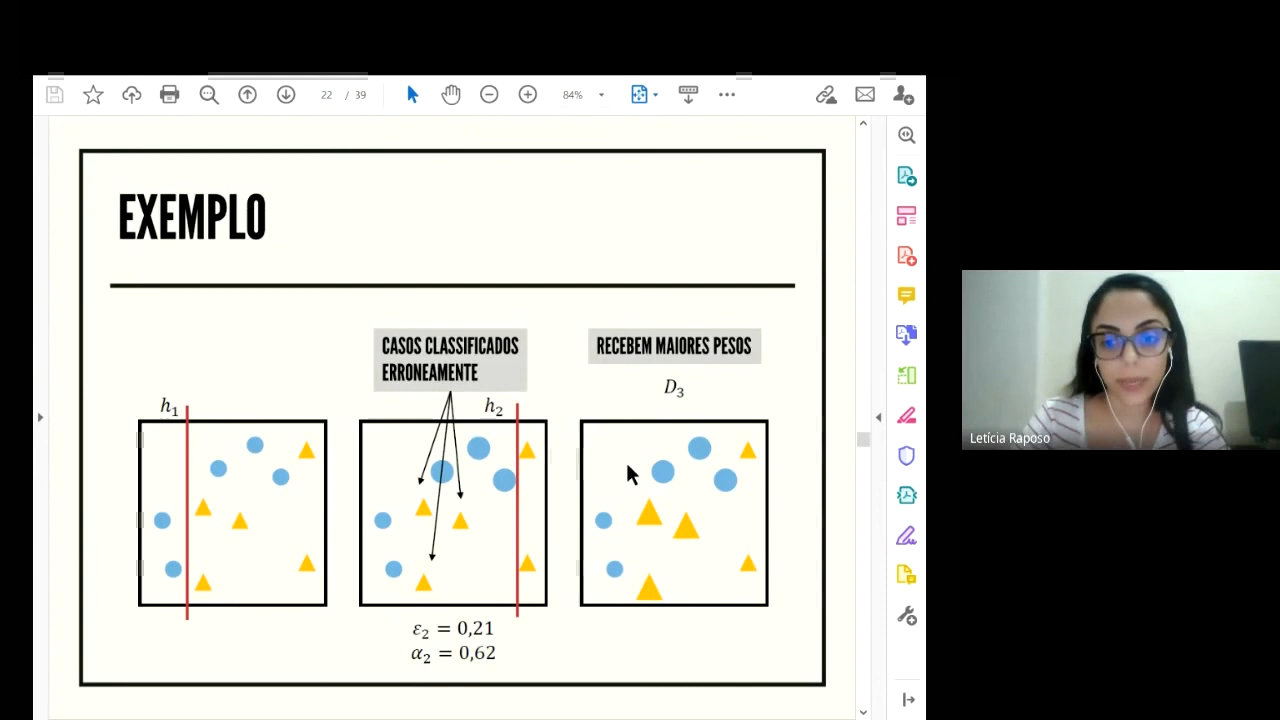 22 / 39
84%
EXEMPLO
CASOS CLASSIFICADOS
ERRONEAMENTE
RECEBEM MAIORES PESOS
D₃
h₁
h₂
ε₂ = 0,21
α₂ = 0,62
Letícia Raposo